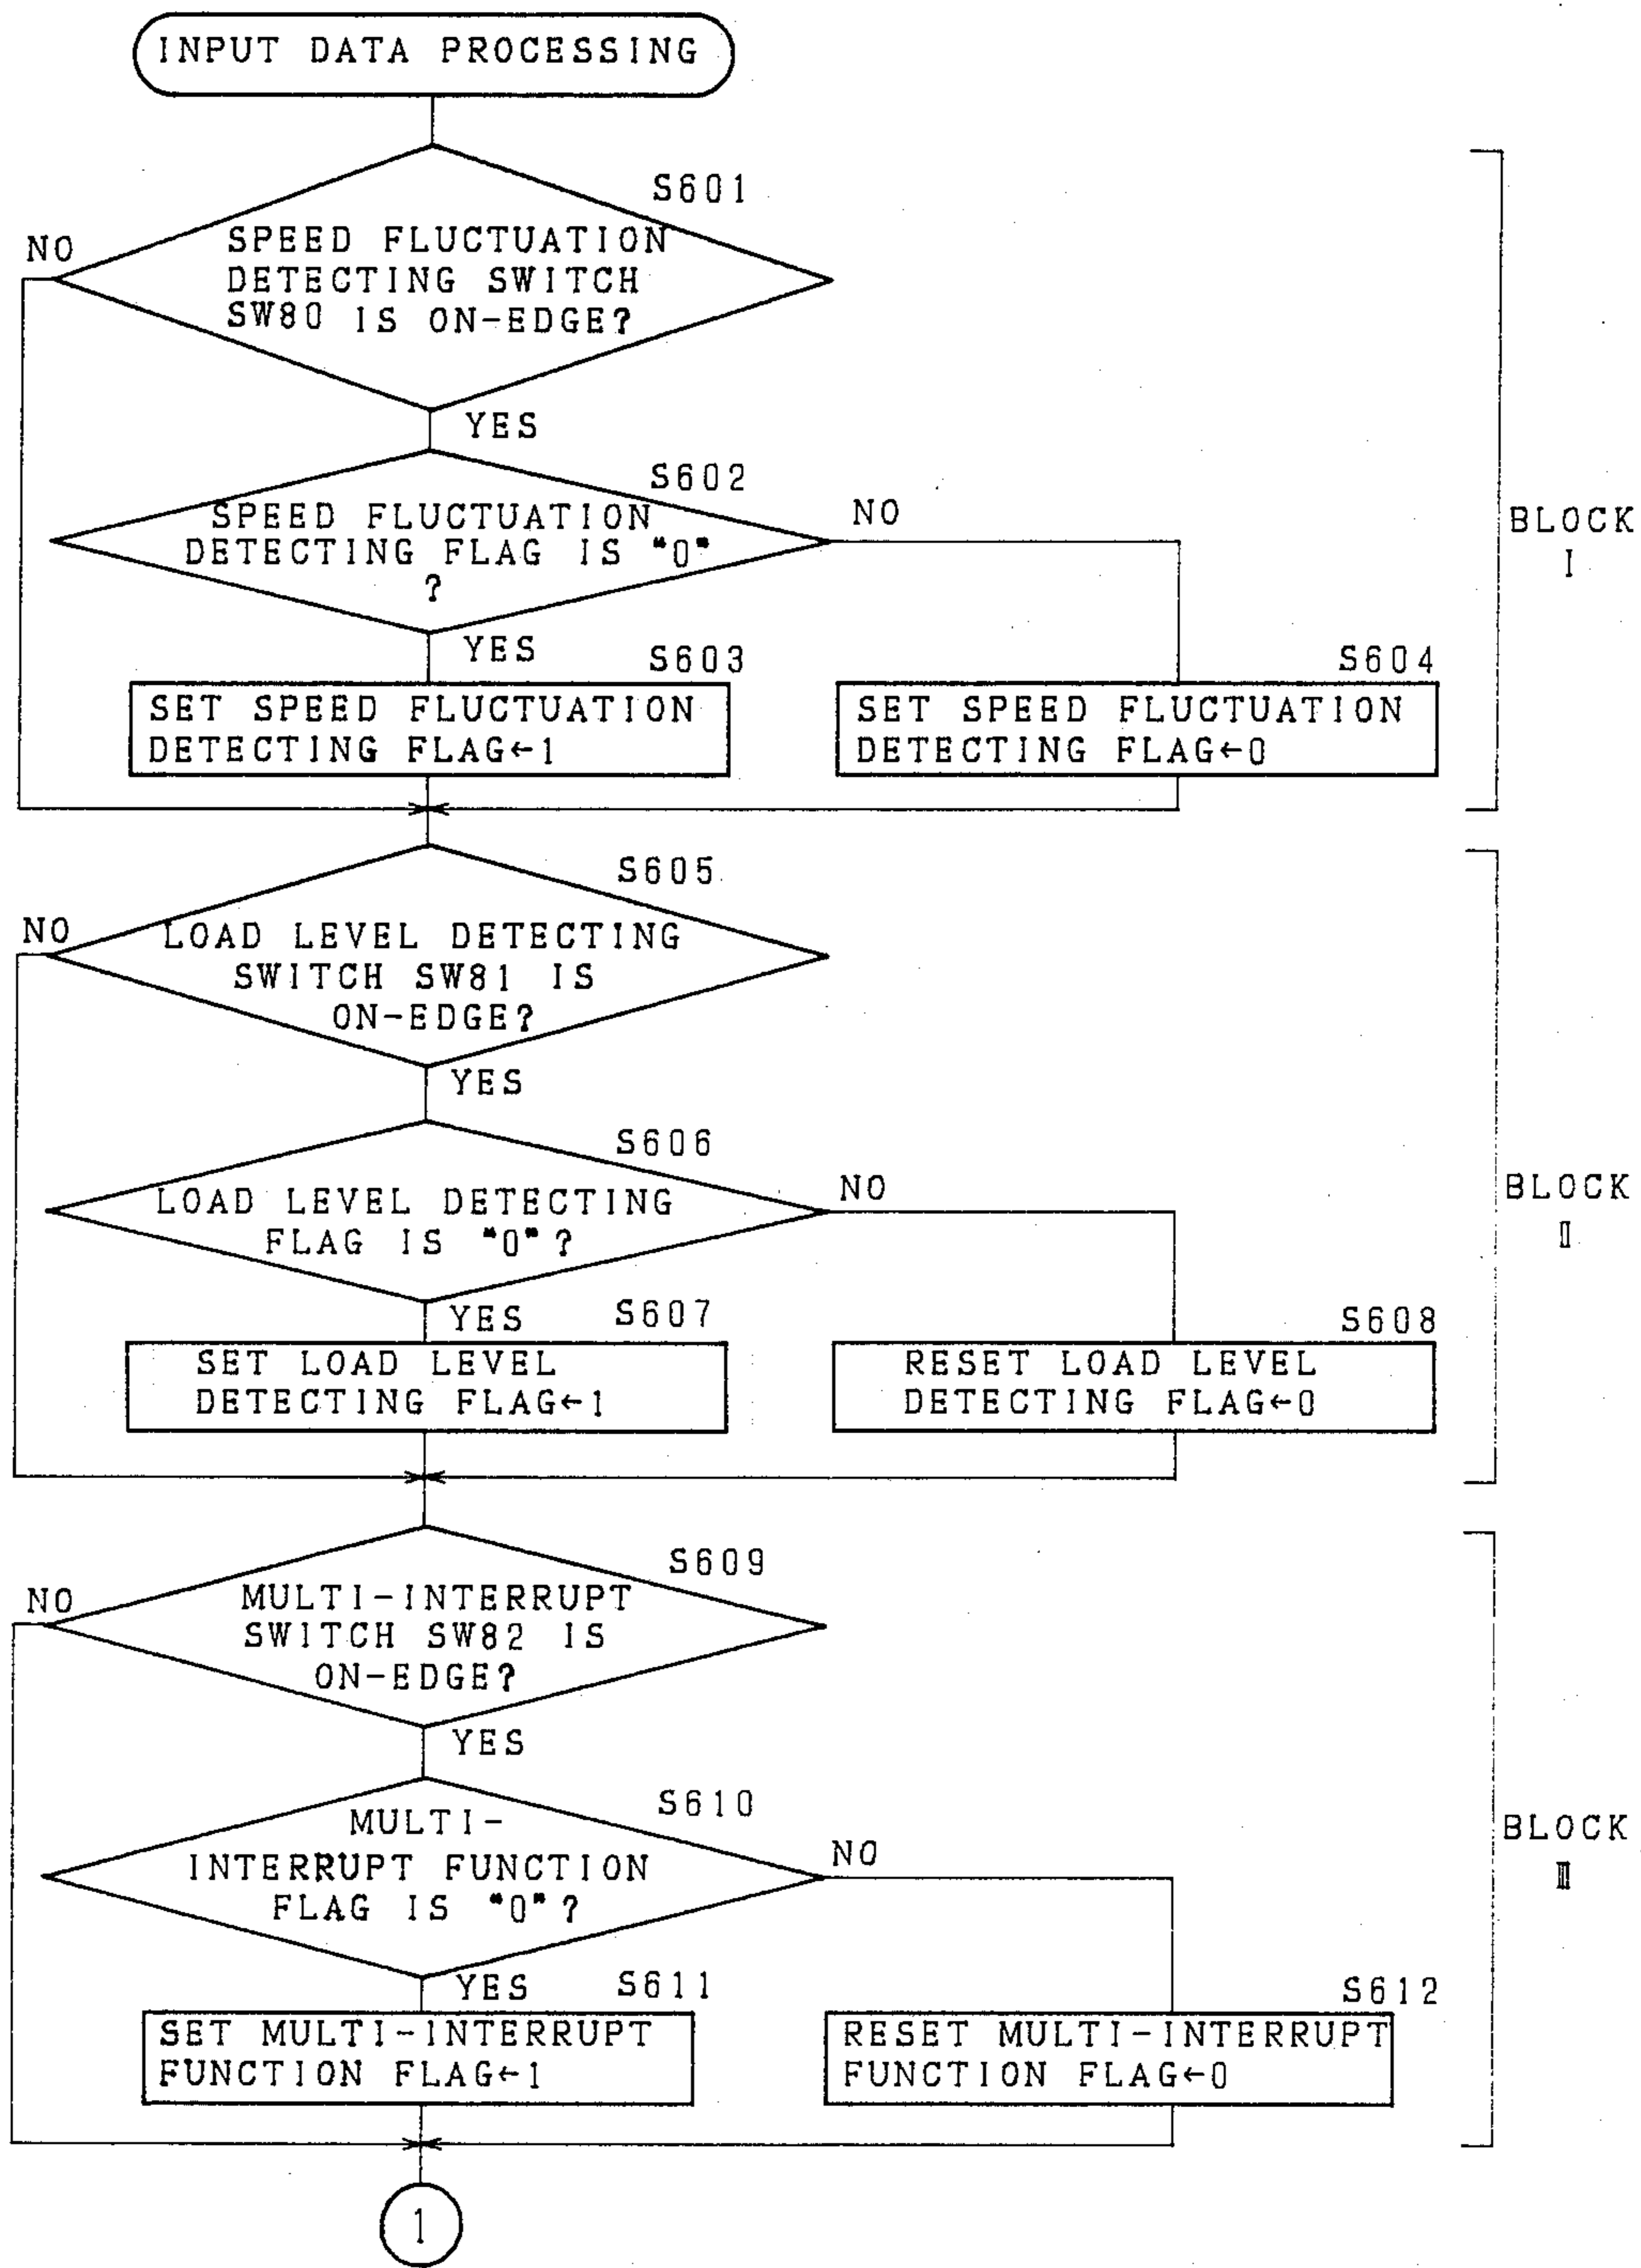 INPUT DATA PROCESSING
S601
NO
SPEED FLUCTUATION
DETECTING SWITCH
SW80 IS ON-EDGE?
YES
S602
SPEED FLUCTUATION
DETECTING FLAG IS "0"
?
NO
BLOCK
I
YES
S603
SET SPEED FLUCTUATION
DETECTING FLAG←1
S604
SET SPEED FLUCTUATION
DETECTING FLAG←0
S605
NO
LOAD LEVEL DETECTING
SWITCH SW81 IS
ON-EDGE?
YES
S606
LOAD LEVEL DETECTING
FLAG IS "0"?
NO
BLOCK
II
YES
S607
SET LOAD LEVEL
DETECTING FLAG←1
S608
RESET LOAD LEVEL
DETECTING FLAG←0
S609
NO
MULTI-INTERRUPT
SWITCH SW82 IS
ON-EDGE?
YES
S610
MULTI-
INTERRUPT FUNCTION
FLAG IS "0"?
NO
BLOCK
III
YES
S611
SET MULTI-INTERRUPT
FUNCTION FLAG←1
S612
RESET MULTI-INTERRUPT
FUNCTION FLAG←0
1